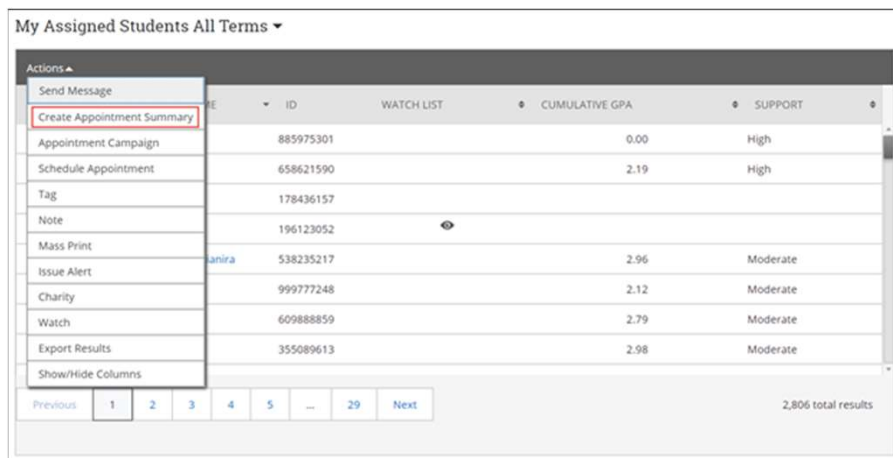 My Assigned Students All Terms
Actions
Send Message
Create Appointment Summary
Appointment Campaign
Schedule Appointment
Tag
Note
Mass Print
Issue Alert
Charity
Watch
Export Results
Show/Hide Columns
ME ID WATCH LIST CUMULATIVE GPA SUPPORT
885975301 0.00 High
658621590 2.19 High
178436157
196123052
ianira 538235217 2.96 Moderate
999777248 2.12 Moderate
609888859 2.79 Moderate
355089613 2.98 Moderate
Previous 1 2 3 4 5 ... 29 Next 2,806 total results